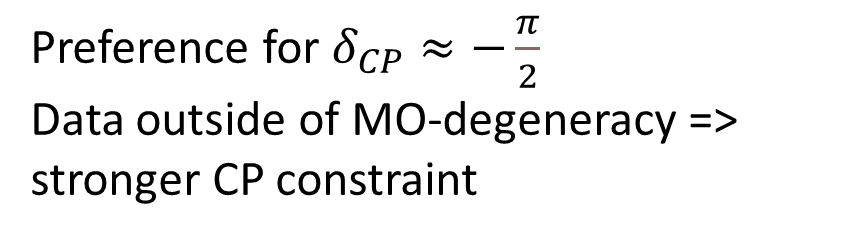 Preference for δ_CP ≈ −π/2
Data outside of MO-degeneracy =>
stronger CP constraint